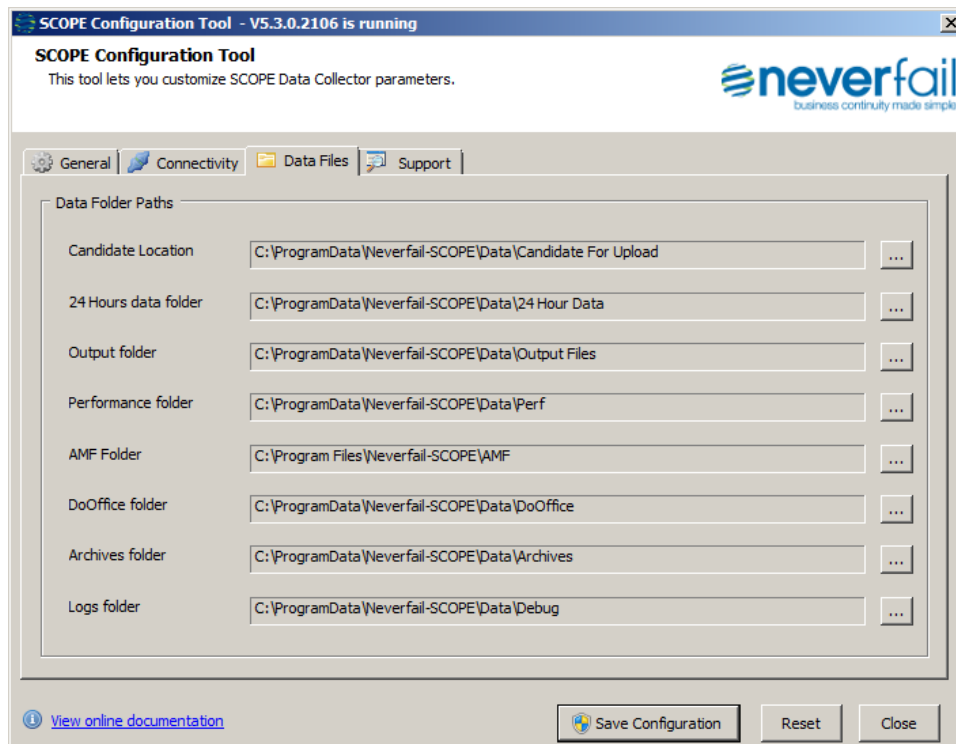 SCOPE Configuration Tool - V5.3.0.2106 is running
SCOPE Configuration Tool
This tool lets you customize SCOPE Data Collector parameters.
neverfail
business continuity made simple
General Connectivity Data Files Support
Data Folder Paths
Candidate Location C:\ProgramData\Neverfail-SCOPE\Data\Candidate For Upload ...
24 Hours data folder C:\ProgramData\Neverfail-SCOPE\Data\24 Hour Data ...
Output folder C:\ProgramData\Neverfail-SCOPE\Data\Output Files ...
Performance folder C:\ProgramData\Neverfail-SCOPE\Data\Perf ...
AMF Folder C:\Program Files\Neverfail-SCOPE\AMF ...
DoOffice folder C:\ProgramData\Neverfail-SCOPE\Data\DoOffice ...
Archives folder C:\ProgramData\Neverfail-SCOPE\Data\Archives ...
Logs folder C:\ProgramData\Neverfail-SCOPE\Data\Debug ...
View online documentation Save Configuration Reset Close